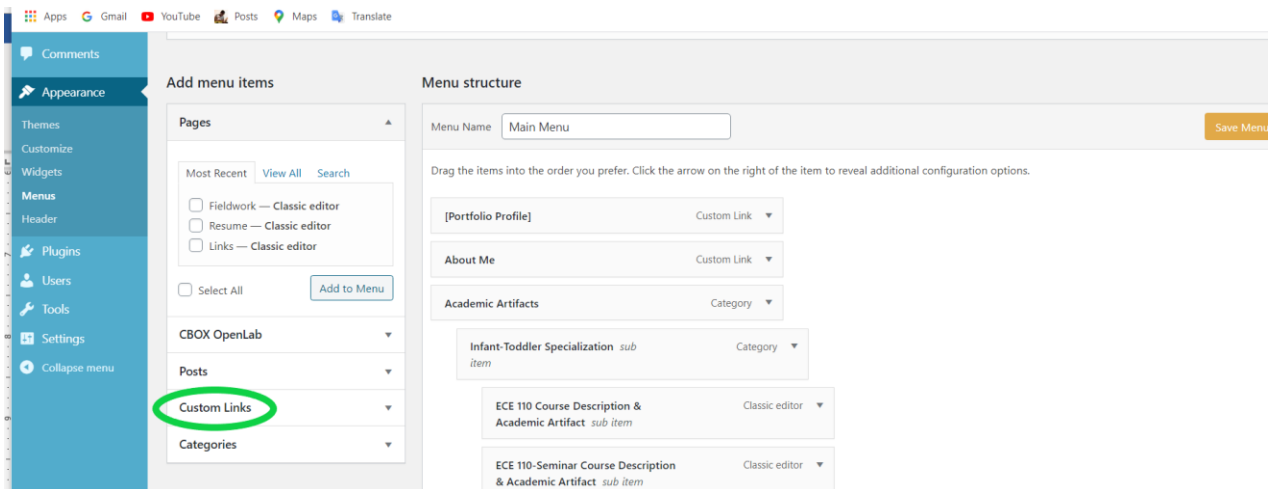 Apps Gmail YouTube Posts Maps Translate
Comments
Appearance
Themes
Customize
Widgets
Menus
Header
Plugins
Users
Tools
Settings
Collapse menu
Add menu items
Pages
Most Recent View All Search
Fieldwork — Classic editor
Resume — Classic editor
Links — Classic editor
Select All Add to Menu
CBOX OpenLab
Posts
Custom Links
Categories
Menu structure
Menu Name Main Menu Save Menu
Drag the items into the order you prefer. Click the arrow on the right of the item to reveal additional configuration options.
[Portfolio Profile] Custom Link
About Me Custom Link
Academic Artifacts Category
Infant-Toddler Specialization sub Category
item
ECE 110 Course Description & Classic editor
Academic Artifact sub item
ECE 110-Seminar Course Description Classic editor
& Academic Artifact sub item